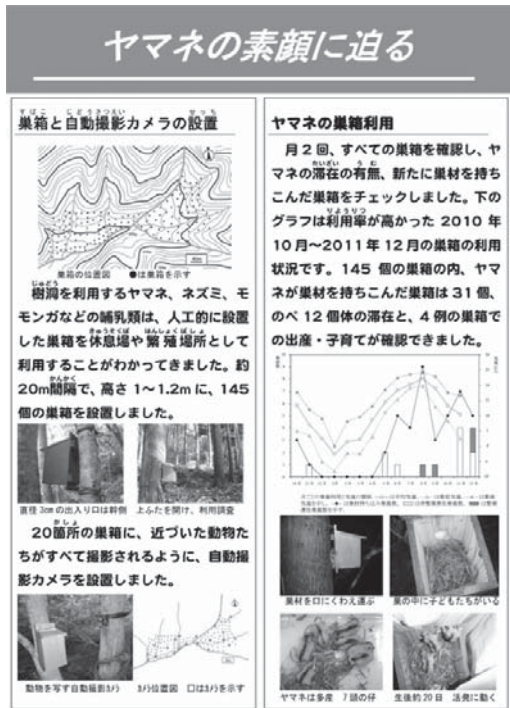 ヤマネの素顔に迫る
巣箱と自動撮影カメラの設置
巣箱の位置図 ●は巣箱を示す
樹洞を利用するヤマネ、ネズミ、モ
モンガなどの哺乳類は、人工的に設置
した巣箱を休息場や繁殖場所として
利用することがわかってきました。約
20m間隔で、高さ1～1.2mに、145
個の巣箱を設置しました。
直径3cmの出入り口は幹側
上ふたを開け、利用調査
20箇所の巣箱に、近づいた動物た
ちがすべて撮影されるように、自動撮
影カメラを設置しました。
動物を写す自動撮影カメラ
カメラ位置図 口はカメラを示す
ヤマネの巣箱利用
月2回、すべての巣箱を確認し、ヤ
マネの滞在の有無、新たに巣材を持ち
こんだ巣箱をチェックしました。下の
グラフは利用率が高かった2010年
10月～2011年12月の巣箱の利用
状況です。145個の巣箱の内、ヤマ
ネが巣材を持ちこんだ巣箱は31個、
のべ12個体の滞在と、4例の巣箱で
の出産・子育てが確認できました。
巣材を口にくわえ運ぶ
巣の中に子どもたちがいる
ヤマネは多産 7頭の仔
生後約20日 活発に動く